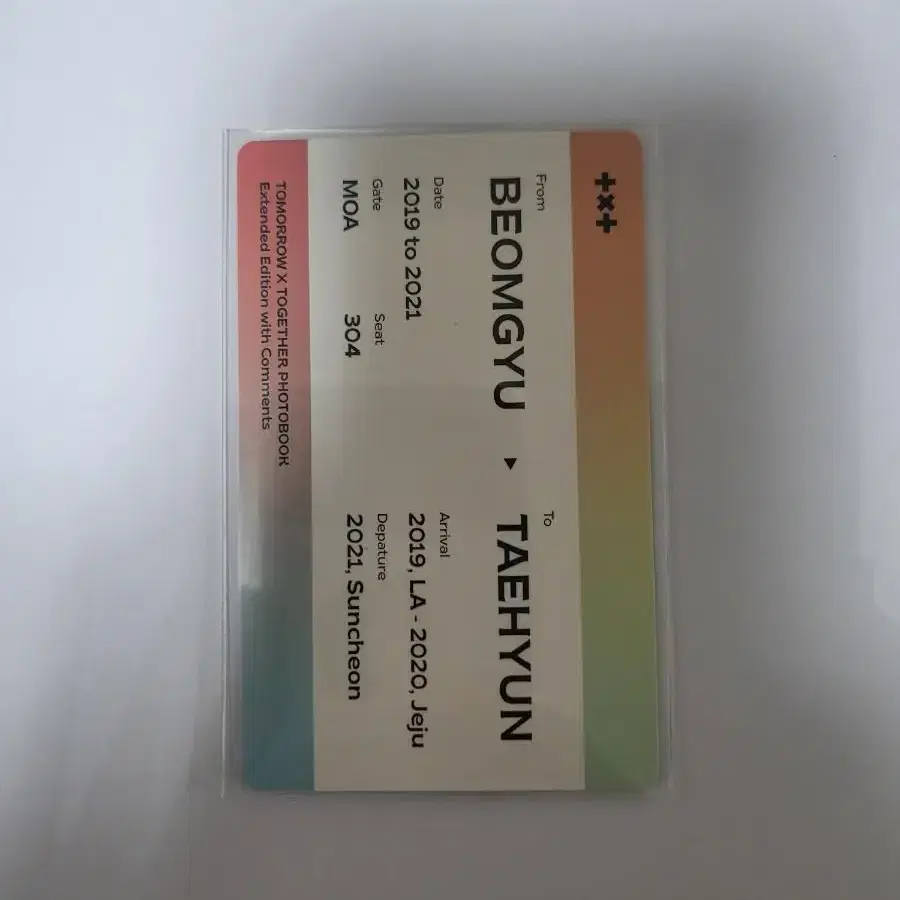 +×+
From To
BEOMGYU ▸ TAEHYUN
Date Arrival
2019 to 2021 2019, LA - 2020, Jeju
Gate Seat Depature
MOA 304 2021, Suncheon
TOMORROW X TOGETHER PHOTOBOOK
Extended Edition with Comments